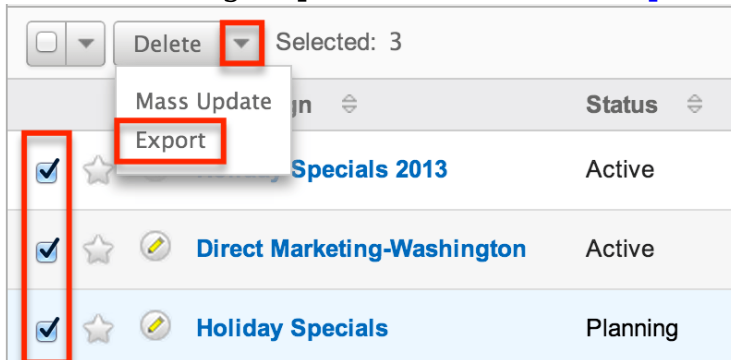 Delete Selected: 3
Mass Update
Export
gn Status
Specials 2013 Active
Direct Marketing-Washington Active
Holiday Specials Planning